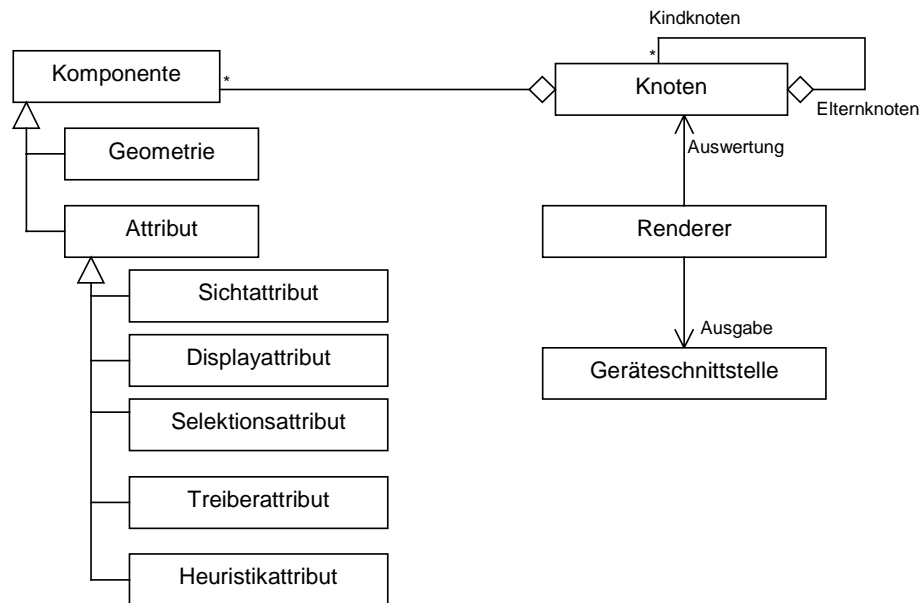 Kindknoten
Komponente
*
*
Knoten
Elternknoten
Geometrie
Auswertung
Attribut
Renderer
Sichtattribut
Ausgabe
Displayattribut
Geräteschnittstelle
Selektionsattribut
Treiberattribut
Heuristikattribut